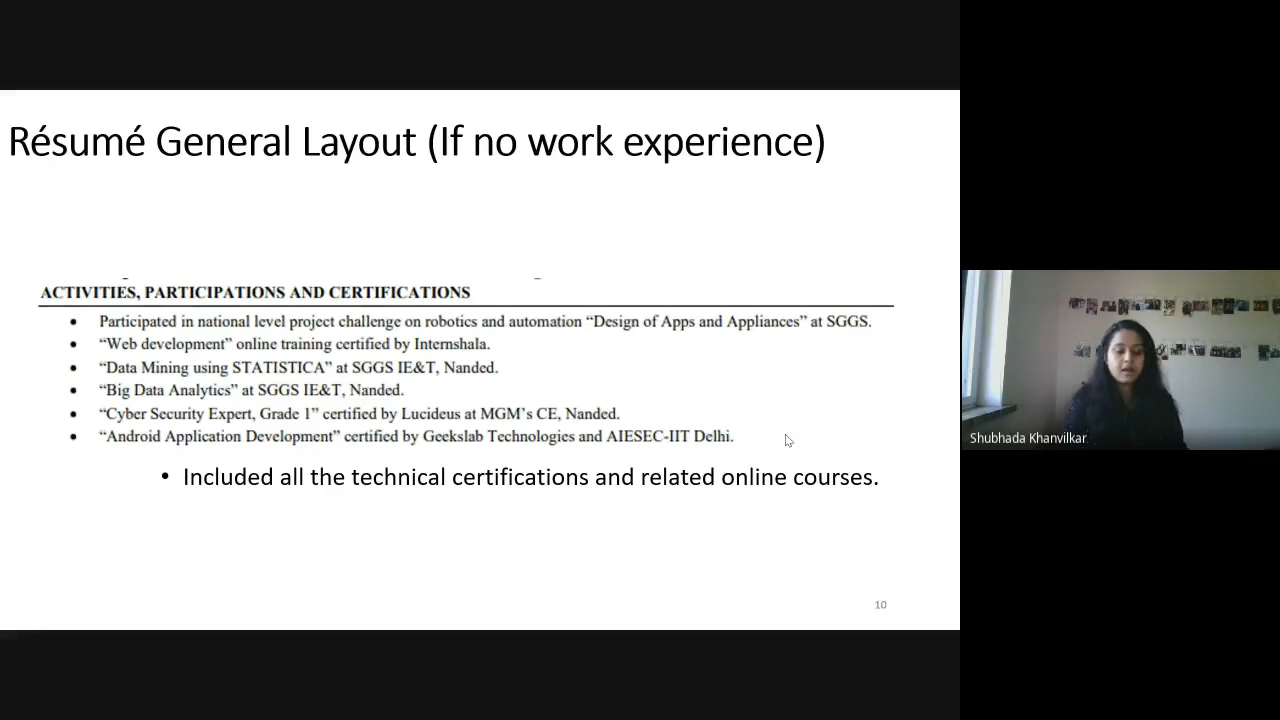 Résumé General Layout (If no work experience)
ACTIVITIES, PARTICIPATIONS AND CERTIFICATIONS
• Participated in national level project challenge on robotics and automation “Design of Apps and Appliances” at SGGS.
• “Web development” online training certified by Internshala.
• “Data Mining using STATISTICA” at SGGS IE&T, Nanded.
• “Big Data Analytics” at SGGS IE&T, Nanded.
• “Cyber Security Expert, Grade 1” certified by Lucideus at MGM’s CE, Nanded.
• “Android Application Development” certified by Geekslab Technologies and AIESEC-IIT Delhi.
• Included all the technical certifications and related online courses.
10
Shubhada Khanvilkar